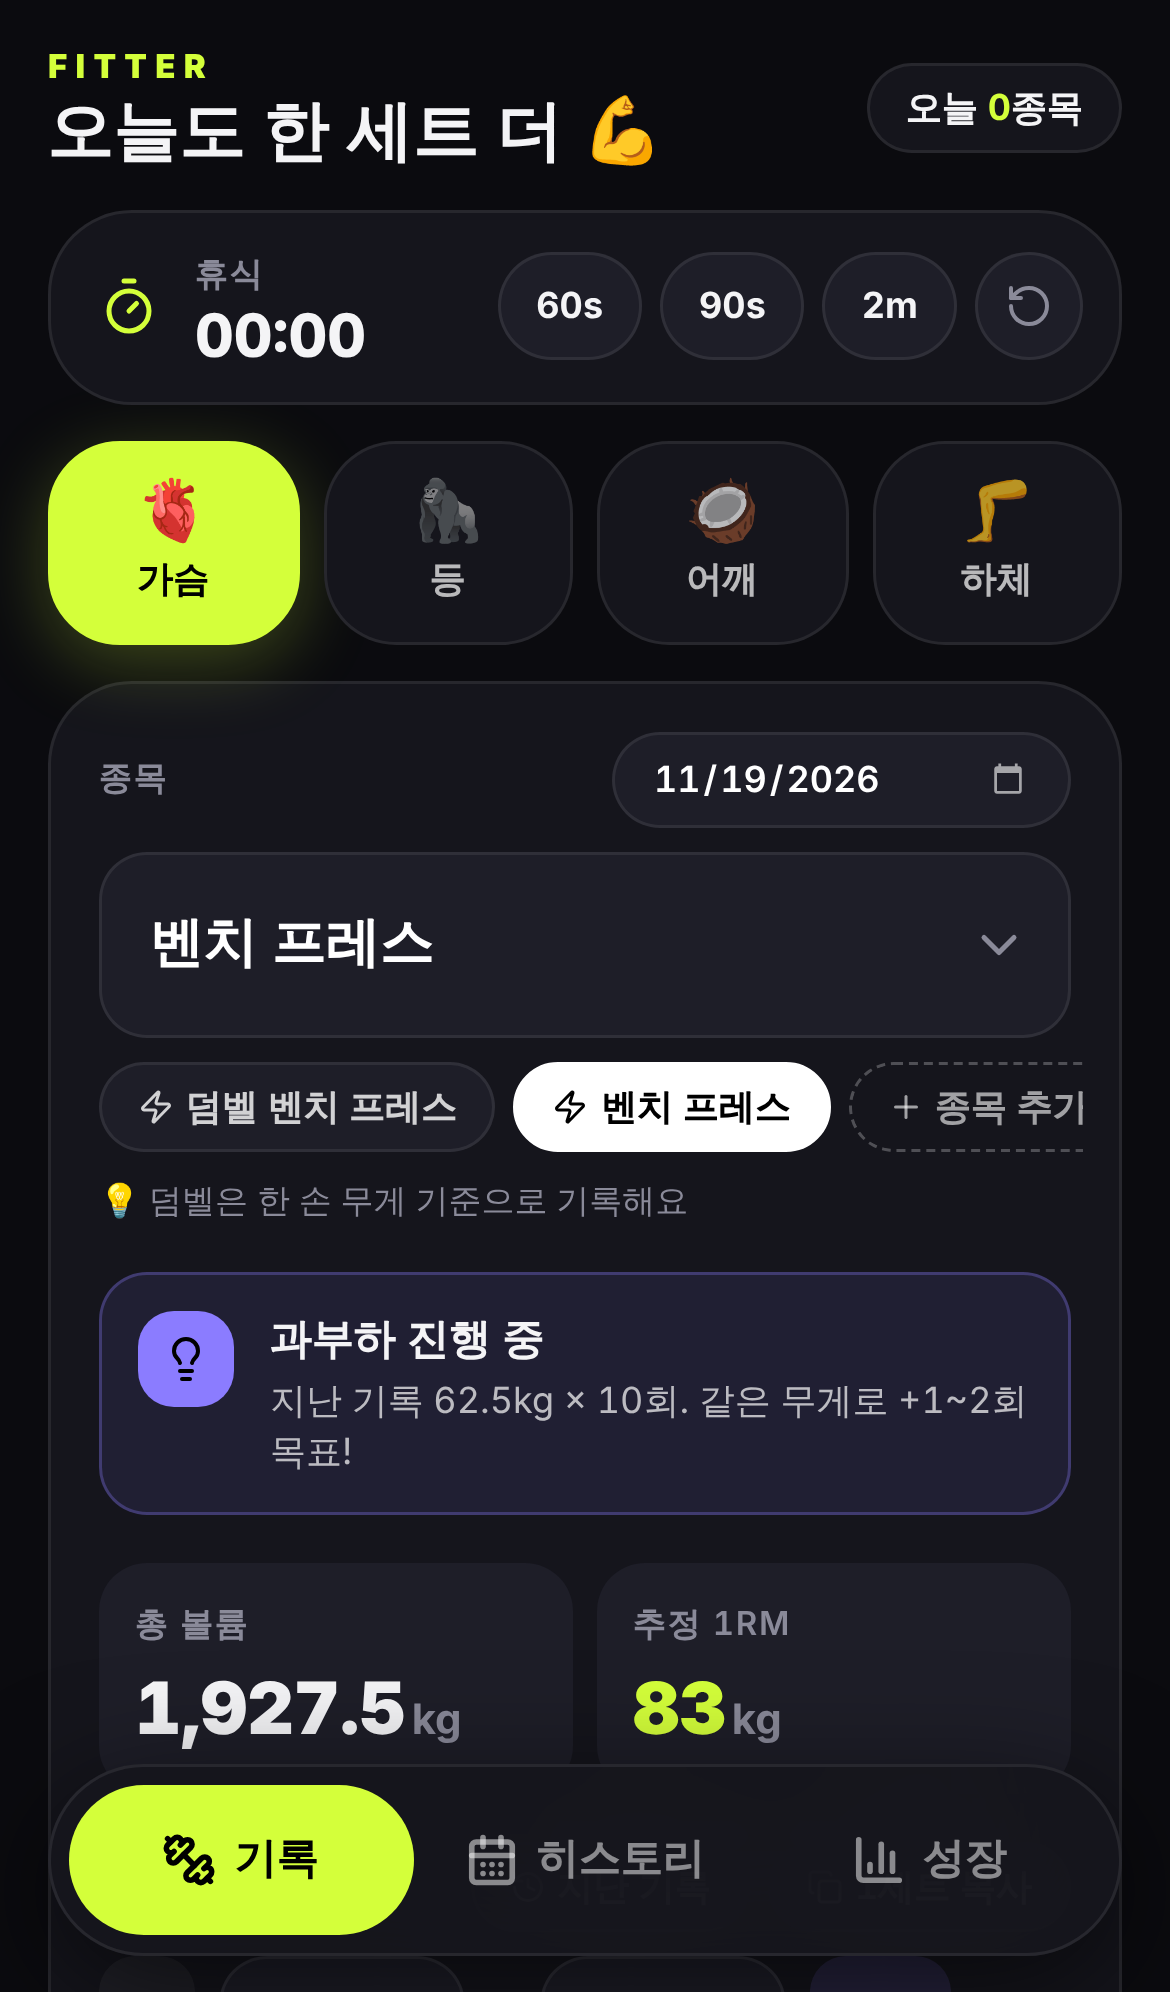 FITTER
오늘도 한 세트 더 💪
오늘 0종목
휴식
00:00
60s
90s
2m
가슴
등
어깨
하체
종목
11/19/2026
벤치 프레스
덤벨 벤치 프레스
벤치 프레스
+ 종목 추가
💡 덤벨은 한 손 무게 기준으로 기록해요
과부하 진행 중
지난 기록 62.5kg × 10회. 같은 무게로 +1~2회
목표!
총 볼륨
1,927.5kg
추정 1RM
83kg
기록
히스토리
성장